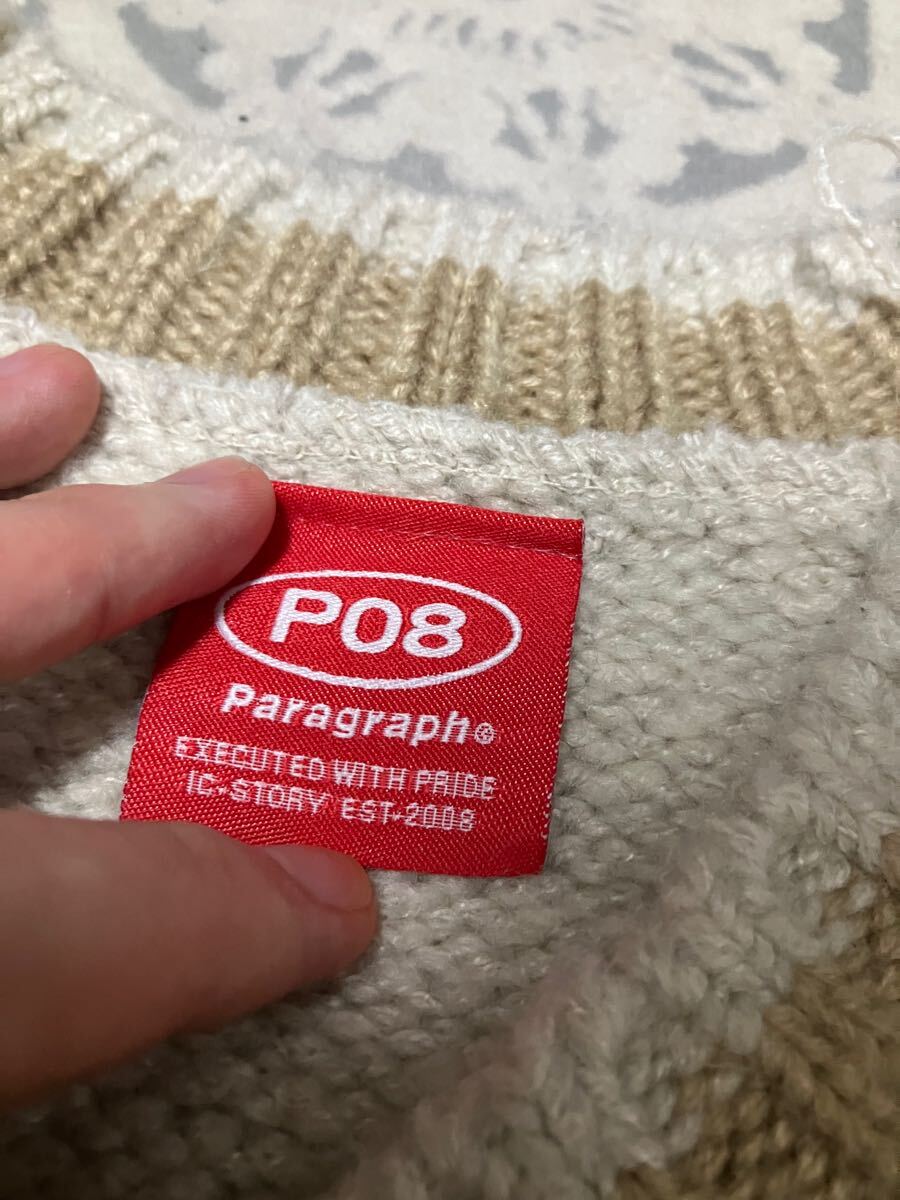 P08
Paragraph®
EXECUTED WITH PRIDE
IC★STORY EST★2008